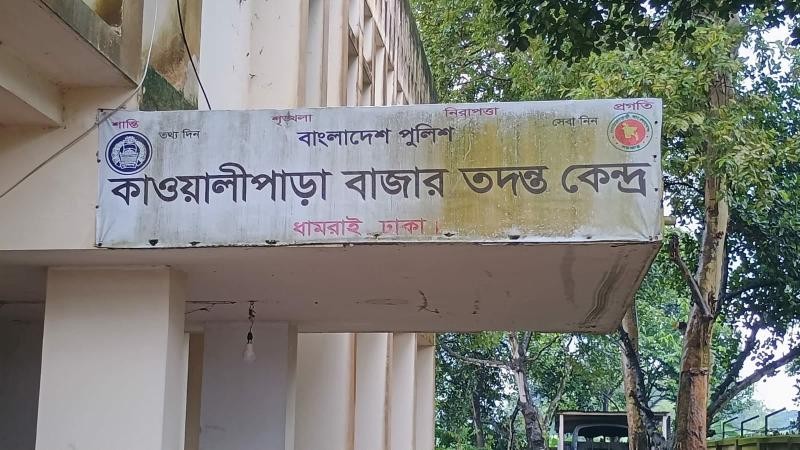 শান্তি শৃঙ্খলা নিরাপত্তা প্রগতি
তথ্য দিন বাংলাদেশ পুলিশ সেবা নিন
কাওয়ালীপাড়া বাজার তদন্ত কেন্দ্র
ধামরাই ঢাকা।